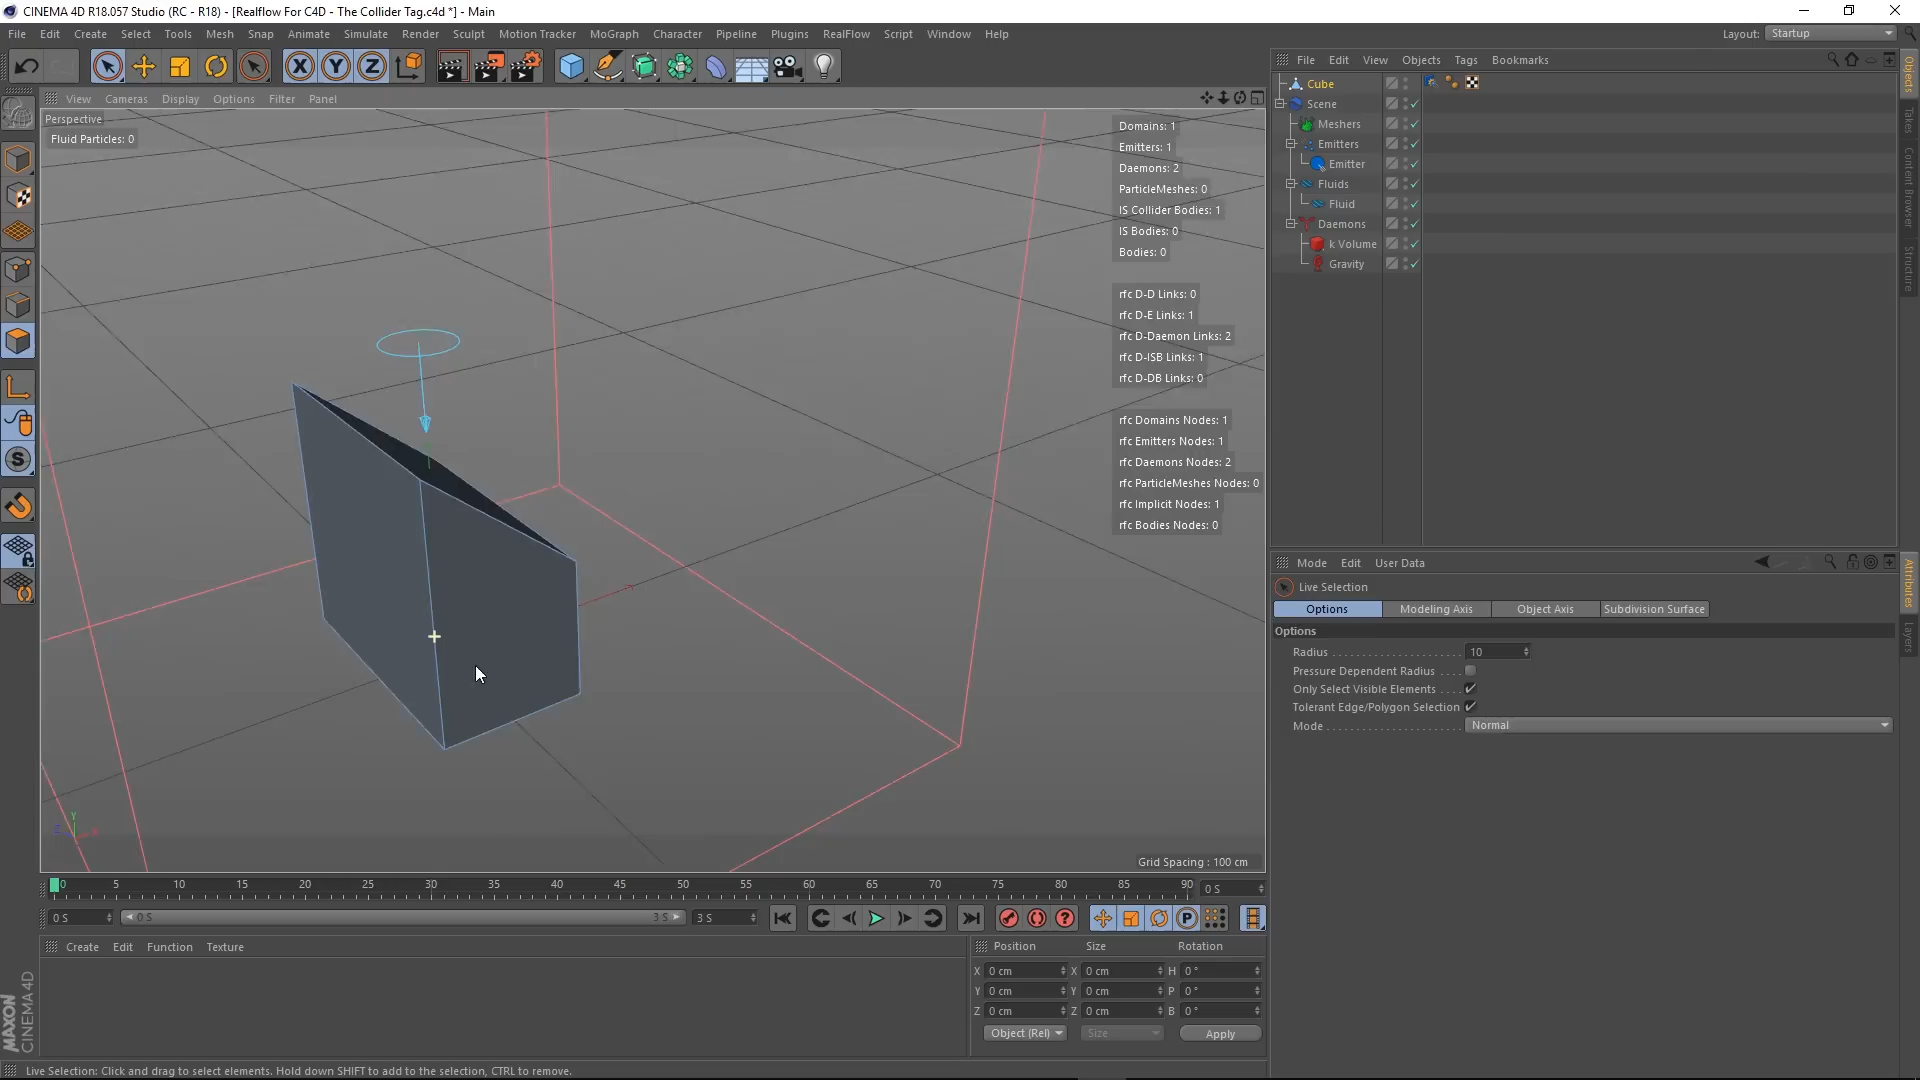 CINEMA 4D R18.057 Studio (RC - R18) - [Realflow For C4D - The Collider Tag.c4d *] - Main
File Edit Create Select Tools Mesh Snap Animate Simulate Render Sculpt Motion Tracker MoGraph Character Pipeline Plugins RealFlow Script Window Help
Layout: Startup
X Y Z
View Cameras Display Options Filter Panel
Perspective
Fluid Particles: 0
Domains: 1
Emitters: 1
Daemons: 2
ParticleMeshes: 0
IS Collider Bodies: 1
IS Bodies: 0
Bodies: 0
rfc D-D Links: 0
rfc D-E Links: 1
rfc D-Daemon Links: 2
rfc D-ISB Links: 1
rfc D-DB Links: 0
rfc Domains Nodes: 1
rfc Emitters Nodes: 1
rfc Daemons Nodes: 2
rfc ParticleMeshes Nodes: 0
rfc Implicit Nodes: 1
rfc Bodies Nodes: 0
S
Y
Z
Grid Spacing : 100 cm
0 5 10 15 20 25 30 35 40 45 50 55 60 65 70 75 80 85 90 0 S
0 S 0 S 3 S 3 S ? P
Create Edit Function Texture
Position Size Rotation
X 0 cm X 0 cm H 0 °
Y 0 cm Y 0 cm P 0 °
Z 0 cm Z 0 cm B 0 °
Object (Rel) Size Apply
MAXON
CINEMA 4D
Live Selection: Click and drag to select elements. Hold down SHIFT to add to the selection, CTRL to remove.
File Edit View Objects Tags Bookmarks
Cube
Scene
Meshers
Emitters
Emitter
Fluids
Fluid
Daemons
k Volume
Gravity
Objects
Takes
Content Browser
Structure
Mode Edit User Data
Live Selection
Options Modeling Axis Object Axis Subdivision Surface
Options
Radius 10
Pressure Dependent Radius
Only Select Visible Elements
Tolerant Edge/Polygon Selection
Mode Normal
Attributes
Layers